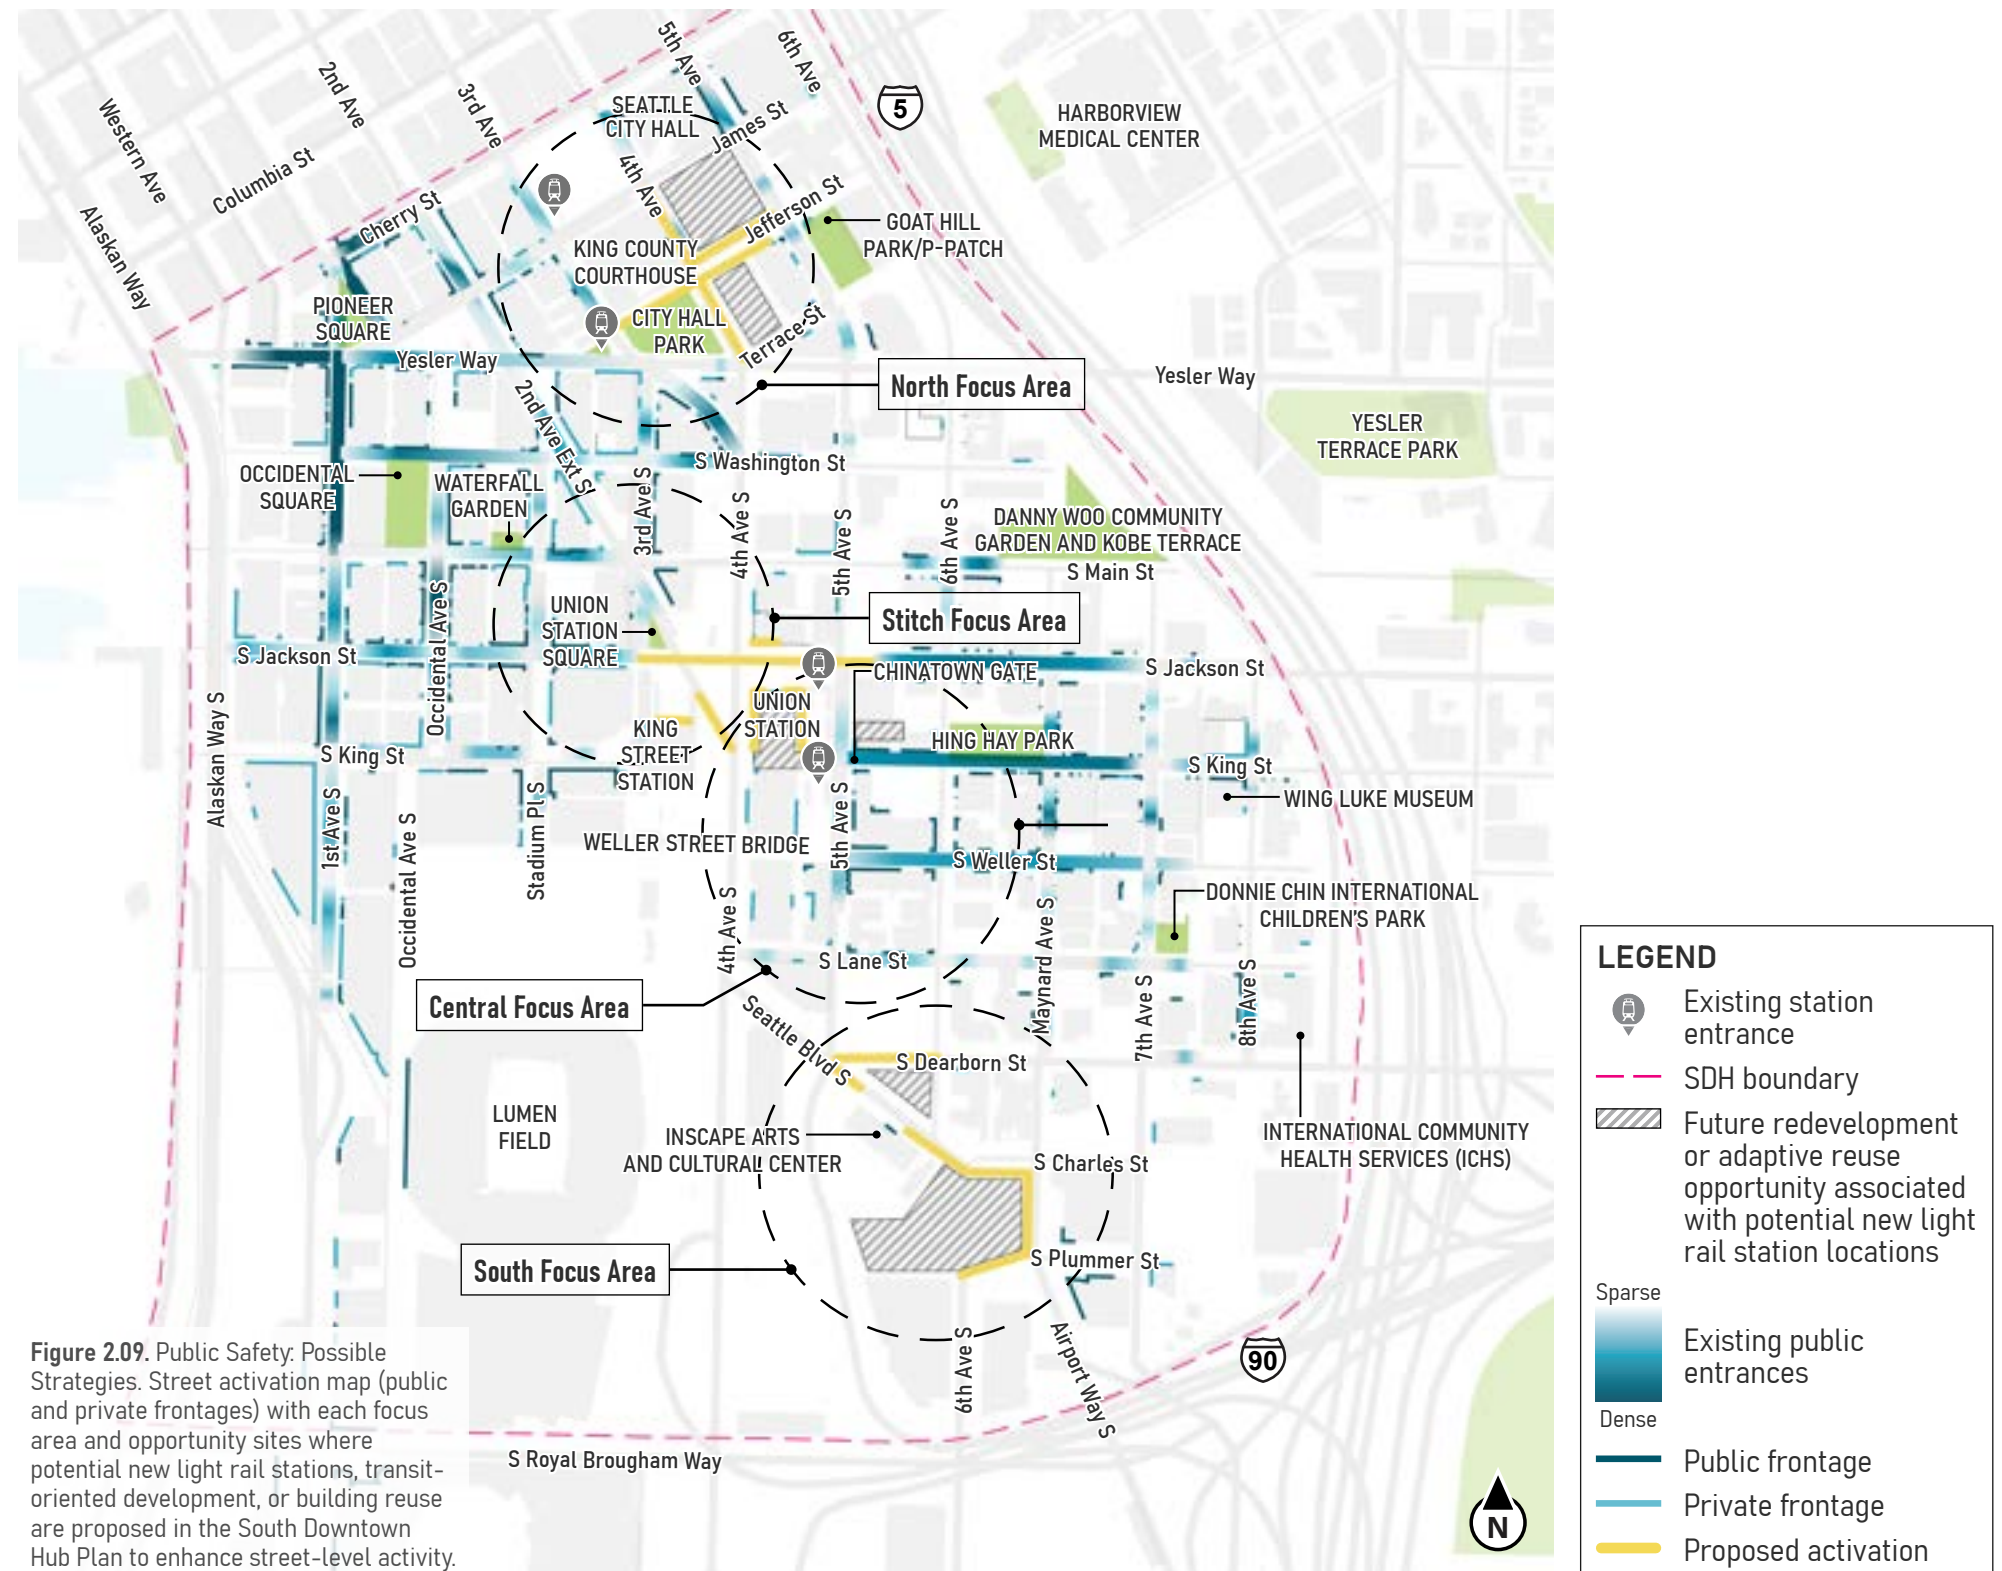 5th Ave
6th Ave
2nd Ave
3rd Ave
Western Ave
SEATTLE
CITY HALL
James St
5
HARBORVIEW
MEDICAL CENTER
Columbia St
4th Ave
Cherry St
Alaskan Way
Jefferson St
GOAT HILL
PARK/P-PATCH
KING COUNTY
COURTHOUSE
PIONEER
SQUARE
CITY HALL
PARK
Terrace St
Yesler Way
North Focus Area
Yesler Way
2nd Ave Ext S
YESLER
TERRACE PARK
S Washington St
OCCIDENTAL
SQUARE
WATERFALL
GARDEN
3rd Ave S
4th Ave S
5th Ave S
6th Ave S
DANNY WOO COMMUNITY
GARDEN AND KOBE TERRACE
S Main St
Occidental Ave S
UNION
STATION
SQUARE
Stitch Focus Area
S Jackson St
S Jackson St
CHINATOWN GATE
Alaskan Way S
UNION
STATION
KING
STREET
STATION
HING HAY PARK
S King St
S King St
WING LUKE MUSEUM
1st Ave S
Occidental Ave S
Stadium Pl S
WELLER STREET BRIDGE
5th Ave S
S Weller St
DONNIE CHIN INTERNATIONAL
CHILDREN'S PARK
4th Ave S
Maynard Ave S
S Lane St
7th Ave S
8th Ave S
Central Focus Area
Seattle Blvd S
S Dearborn St
LUMEN
FIELD
INSCAPE ARTS
AND CULTURAL CENTER
INTERNATIONAL COMMUNITY
HEALTH SERVICES (ICHS)
S Charles St
S Plummer St
South Focus Area
6th Ave S
Airport Way S
90
S Royal Brougham Way
N
Figure 2.09. Public Safety: Possible
Strategies. Street activation map (public
and private frontages) with each focus
area and opportunity sites where
potential new light rail stations, transit-
oriented development, or building reuse
are proposed in the South Downtown
Hub Plan to enhance street-level activity.
LEGEND
Existing station
entrance
SDH boundary
Future redevelopment
or adaptive reuse
opportunity associated
with potential new light
rail station locations
Sparse
Existing public
entrances
Dense
Public frontage
Private frontage
Proposed activation